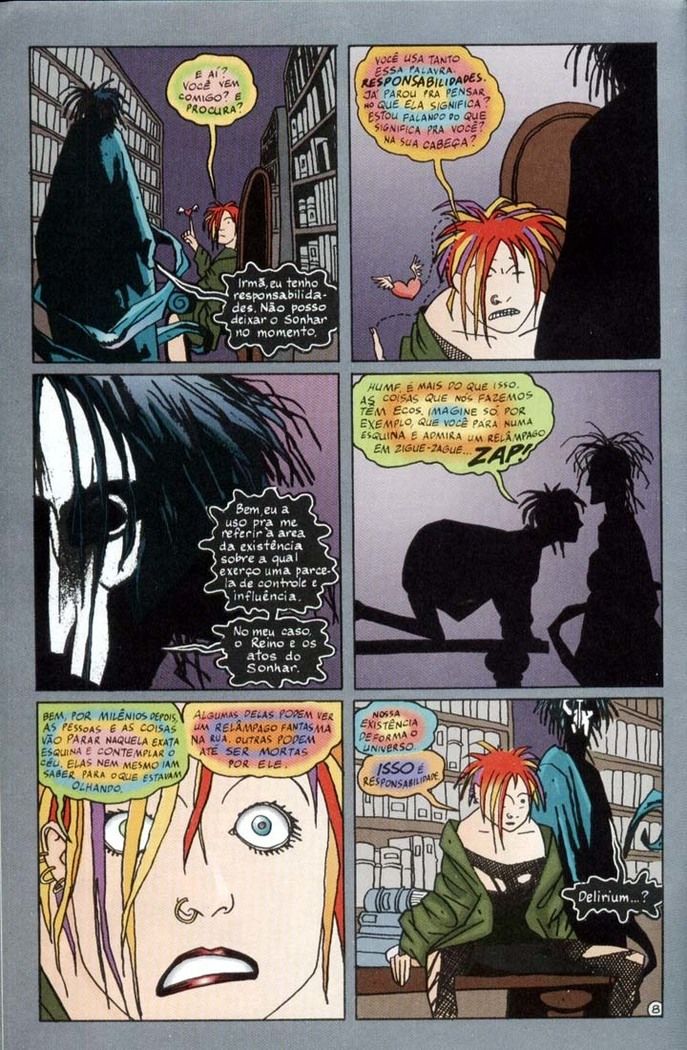 E AÍ?
VOCÊ VEM
COMIGO? E
PROCURA?
Irmã, eu tenho
responsabilida-
des. Não posso
deixar o Sonhar
no momento.
VOCÊ USA TANTO
ESSA PALAVRA.
RESPONSABILIDADES.
JÁ PAROU PRA PENSAR
NO QUE ELA SIGNIFICA?
ESTOU FALANDO DO QUE
SIGNIFICA PRA VOCÊ?
NA SUA CABEÇA?
Bem, eu a
uso pra me
referir à area
da existência
sobre a qual
exerço uma parce-
la de controle e
influência.
No meu caso,
o Reino e os
atos do
Sonhar.
HUMF. É MAIS DO QUE ISSO.
AS COISAS QUE NÓS FAZEMOS
TÊM ECOS. IMAGINE SÓ POR
EXEMPLO, QUE VOCÊ PARA NUMA
ESQUINA E ADMIRA UM RELÂMPAGO
EM ZIGUE-ZAGUE... ZAP!
BEM, POR MILÊNIOS DEPOIS,
AS PESSOAS E AS COISAS
VÃO PARAR NAQUELA EXATA
ESQUINA E CONTEMPLAR O
CÉU. ELAS NEM MESMO IAM
SABER PARA O QUE ESTAVAM
OLHANDO.
ALGUMAS DELAS PODEM VER
UM RELÂMPAGO FANTASMA
NA RUA. OUTRAS PODEM
ATÉ SER MORTAS
POR ELE.
NOSSA
EXISTÊNCIA
DEFORMA O
UNIVERSO.
ISSO É
RESPONSABILIDADE.
Delirium...?
8